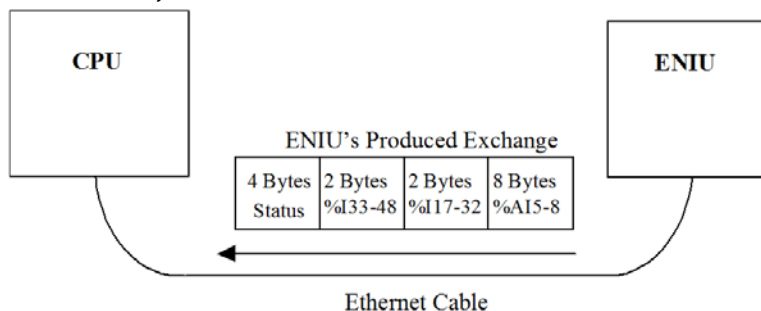 CPU
ENIU
ENIU's Produced Exchange
4 Bytes 2 Bytes 2 Bytes 8 Bytes
Status %I33-48 %I17-32 %AI5-8
Ethernet Cable